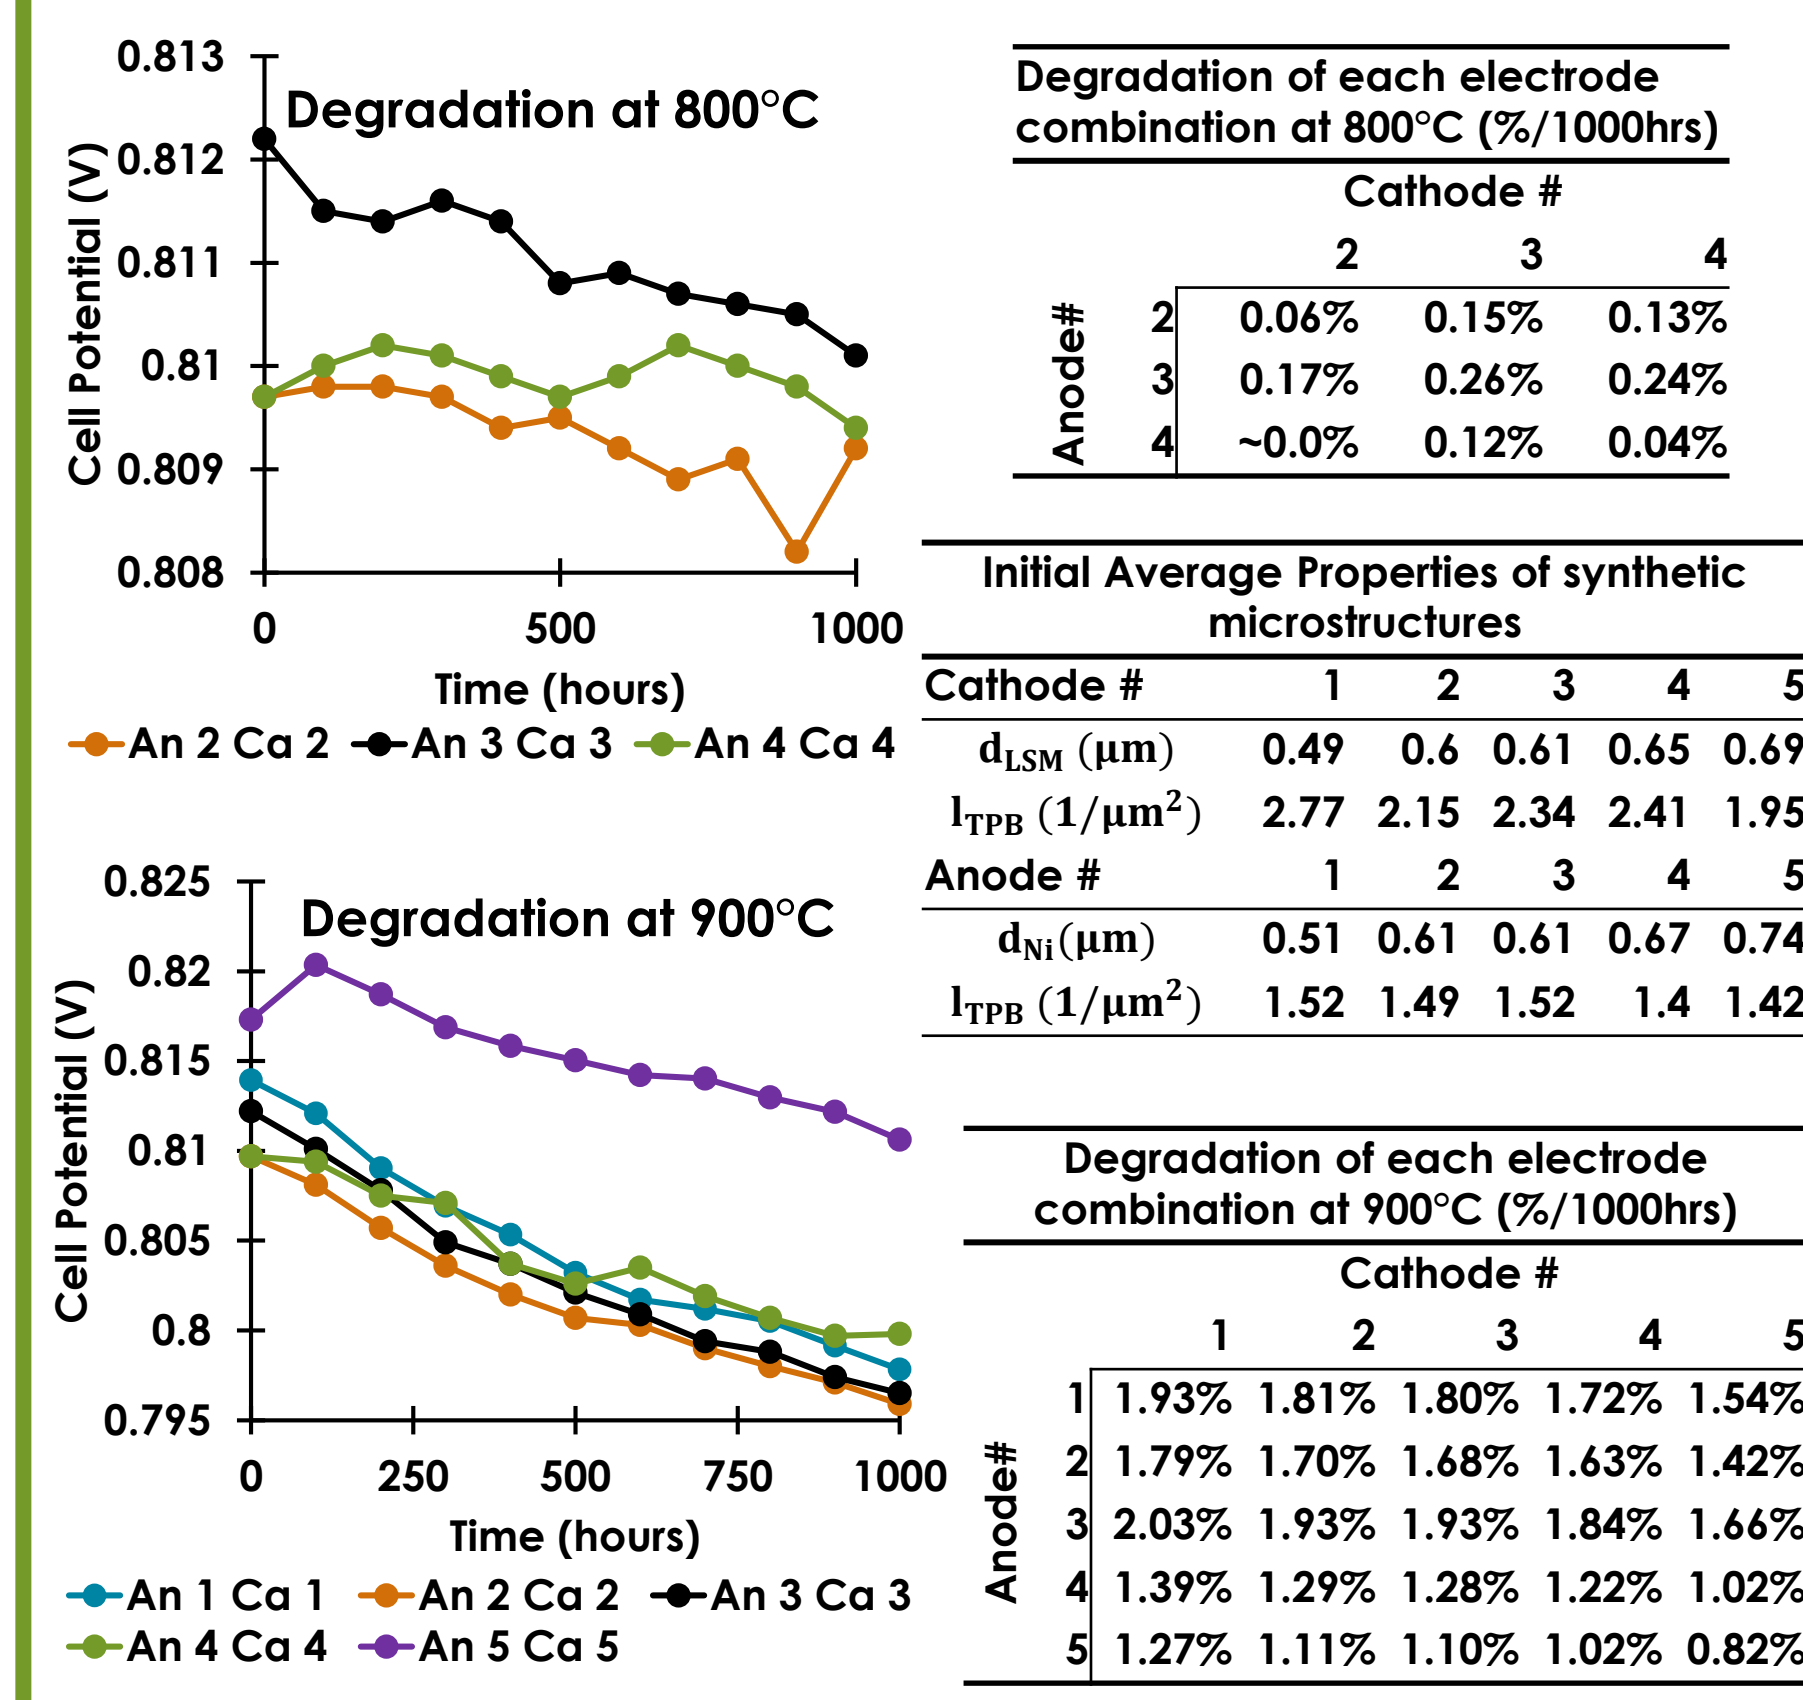 0.813
0.812
0.811
0.81
0.809
0.808
Cell Potential (V)
Degradation at 800°C
0 500 1000
Time (hours)
An 2 Ca 2 An 3 Ca 3 An 4 Ca 4
Degradation of each electrode
combination at 800°C (%/1000hrs)
Cathode #
2 3 4
Anode#
2 0.06% 0.15% 0.13%
3 0.17% 0.26% 0.24%
4 ~0.0% 0.12% 0.04%
Initial Average Properties of synthetic
microstructures
Cathode # 1 2 3 4 5
d_LSM (μm) 0.49 0.6 0.61 0.65 0.69
l_TPB (1/μm²) 2.77 2.15 2.34 2.41 1.95
Anode # 1 2 3 4 5
d_Ni(μm) 0.51 0.61 0.61 0.67 0.74
l_TPB (1/μm²) 1.52 1.49 1.52 1.4 1.42
0.825
0.82
0.815
0.81
0.805
0.8
0.795
Cell Potential (V)
Degradation at 900°C
0 250 500 750 1000
Time (hours)
An 1 Ca 1 An 2 Ca 2 An 3 Ca 3
An 4 Ca 4 An 5 Ca 5
Degradation of each electrode
combination at 900°C (%/1000hrs)
Cathode #
1 2 3 4 5
Anode#
1 1.93% 1.81% 1.80% 1.72% 1.54%
2 1.79% 1.70% 1.68% 1.63% 1.42%
3 2.03% 1.93% 1.93% 1.84% 1.66%
4 1.39% 1.29% 1.28% 1.22% 1.02%
5 1.27% 1.11% 1.10% 1.02% 0.82%